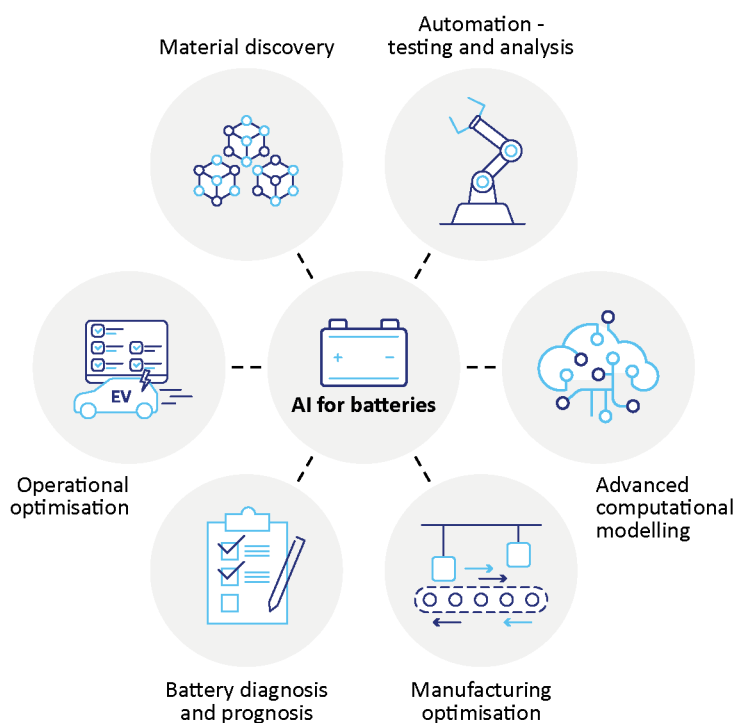 Material discovery
Automation -
testing and analysis
EV
+ −
AI for batteries
Operational
optimisation
Advanced
computational
modelling
Battery diagnosis
and prognosis
Manufacturing
optimisation